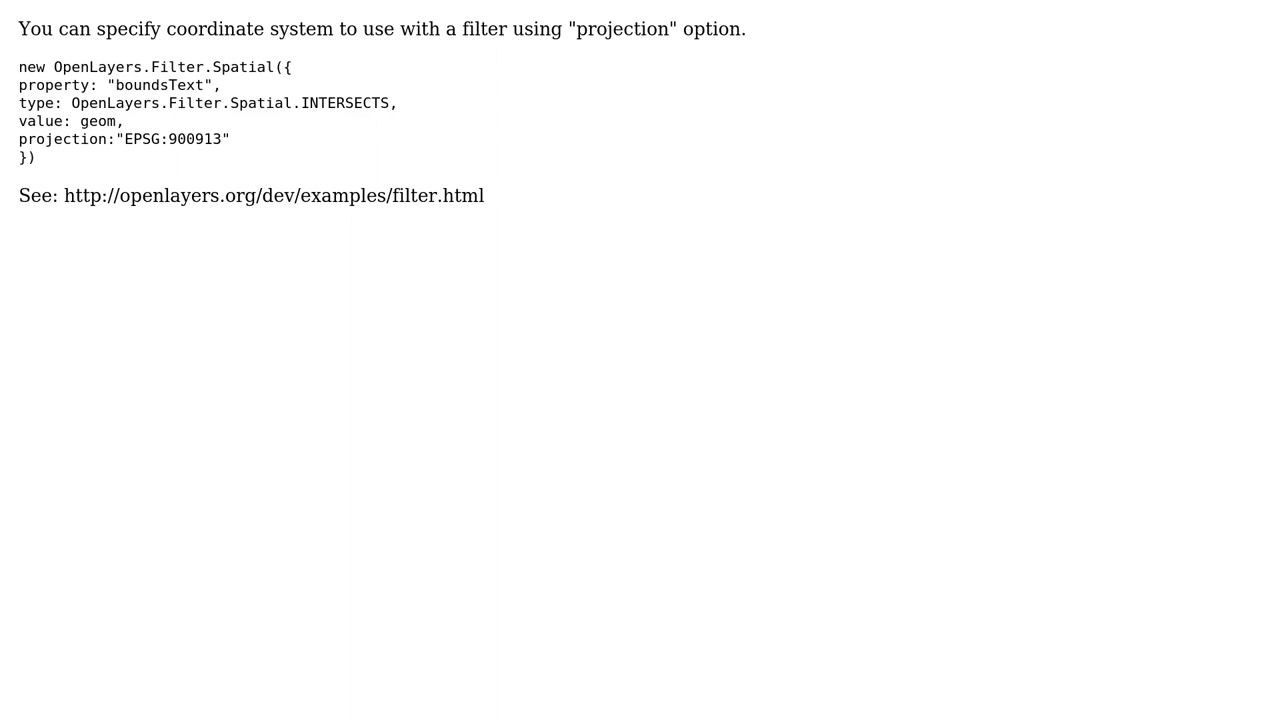 You can specify coordinate system to use with a filter using "projection" option.
new OpenLayers.Filter.Spatial({
property: "boundsText",
type: OpenLayers.Filter.Spatial.INTERSECTS,
value: geom,
projection:"EPSG:900913"
})
See: http://openlayers.org/dev/examples/filter.html